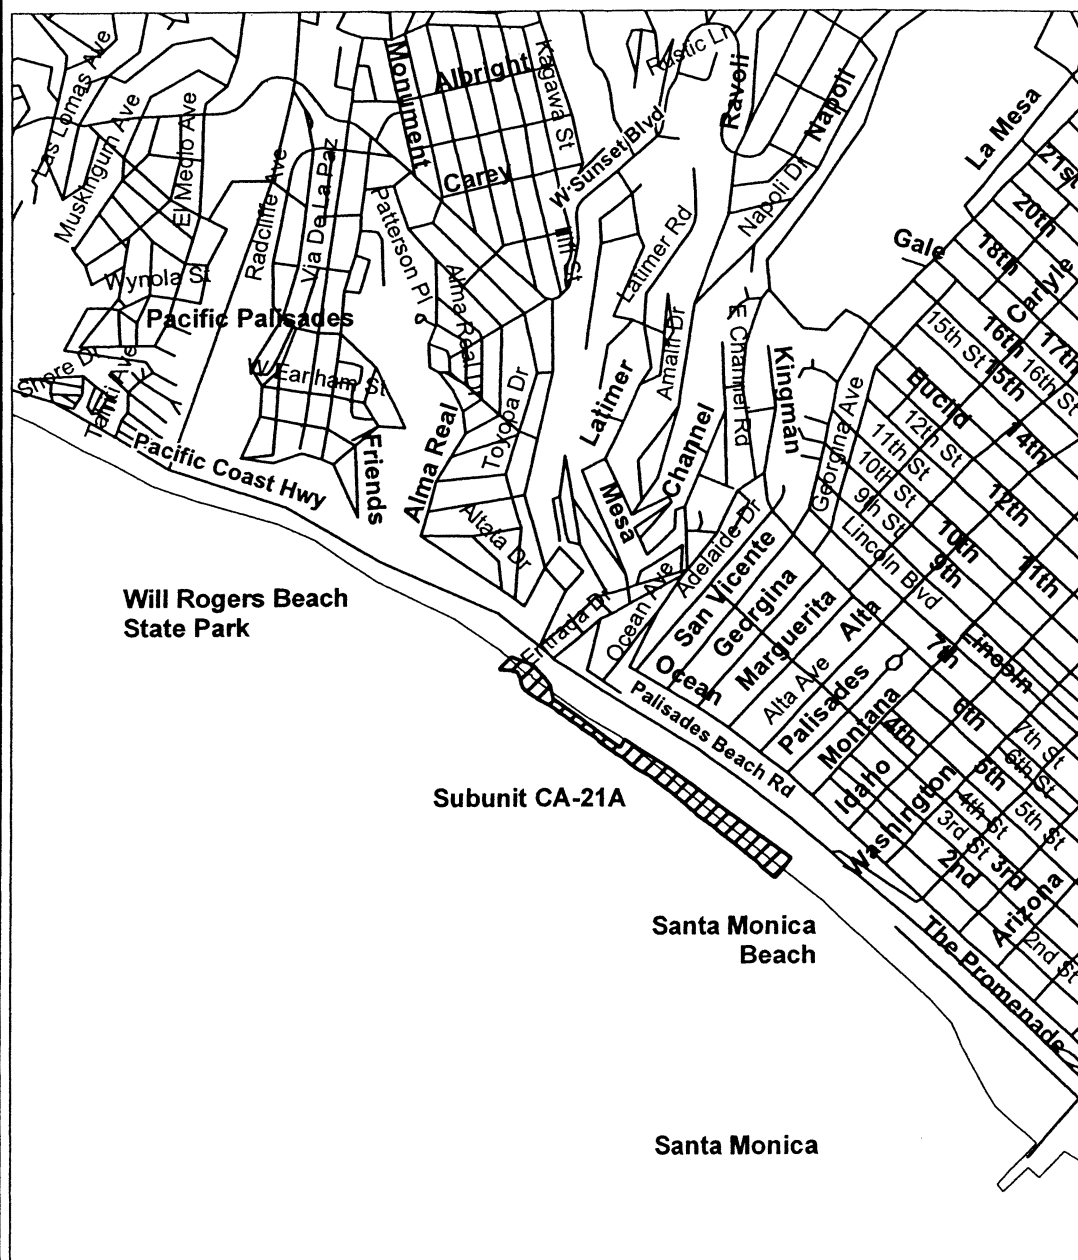 Las Lomas Ave
Muskingum Ave
El Medio Ave
Radcliffe Ave
Via De La Paz
Monument
Albright
Kagawa St
Carey
W Sunset Blvd
Rustic Ln
Ravoli
Napoli
Napoli Dr
La Mesa
21st
20th
18th
Gale
Carlyle
17th
16th
16th St
15th St
15th
14th
Patterson Pl
Wynola St
Pacific Palisades
Alma Real Dr
Latimer Rd
Amalfi Dr
E Channel Rd
Kingman
Georgina Ave
Euclid
12th St
11th St
10th St
9th St
Lincoln Blvd
12th
11th
10th
9th
Shore Dr
W Earlham St
Toyopa Dr
Latimer
Channel
Pacific Coast Hwy
Friends
Alma Real
Altata Dr
Mesa
Adelaide Dr
San Vicente
Georgina
Marguerita
Alta
Ocean Ave
Entrada Dr
Ocean
Alta Ave
Palisades
Montana
7th
Lincoln
6th
7th St
6th St
4th
5th
5th St
4th St
3rd St
3rd
2nd
Idaho
Washington
Arizona
2nd St
Will Rogers Beach
State Park
Palisades Beach Rd
Subunit CA-21A
Santa Monica
Beach
The Promenade
Santa Monica